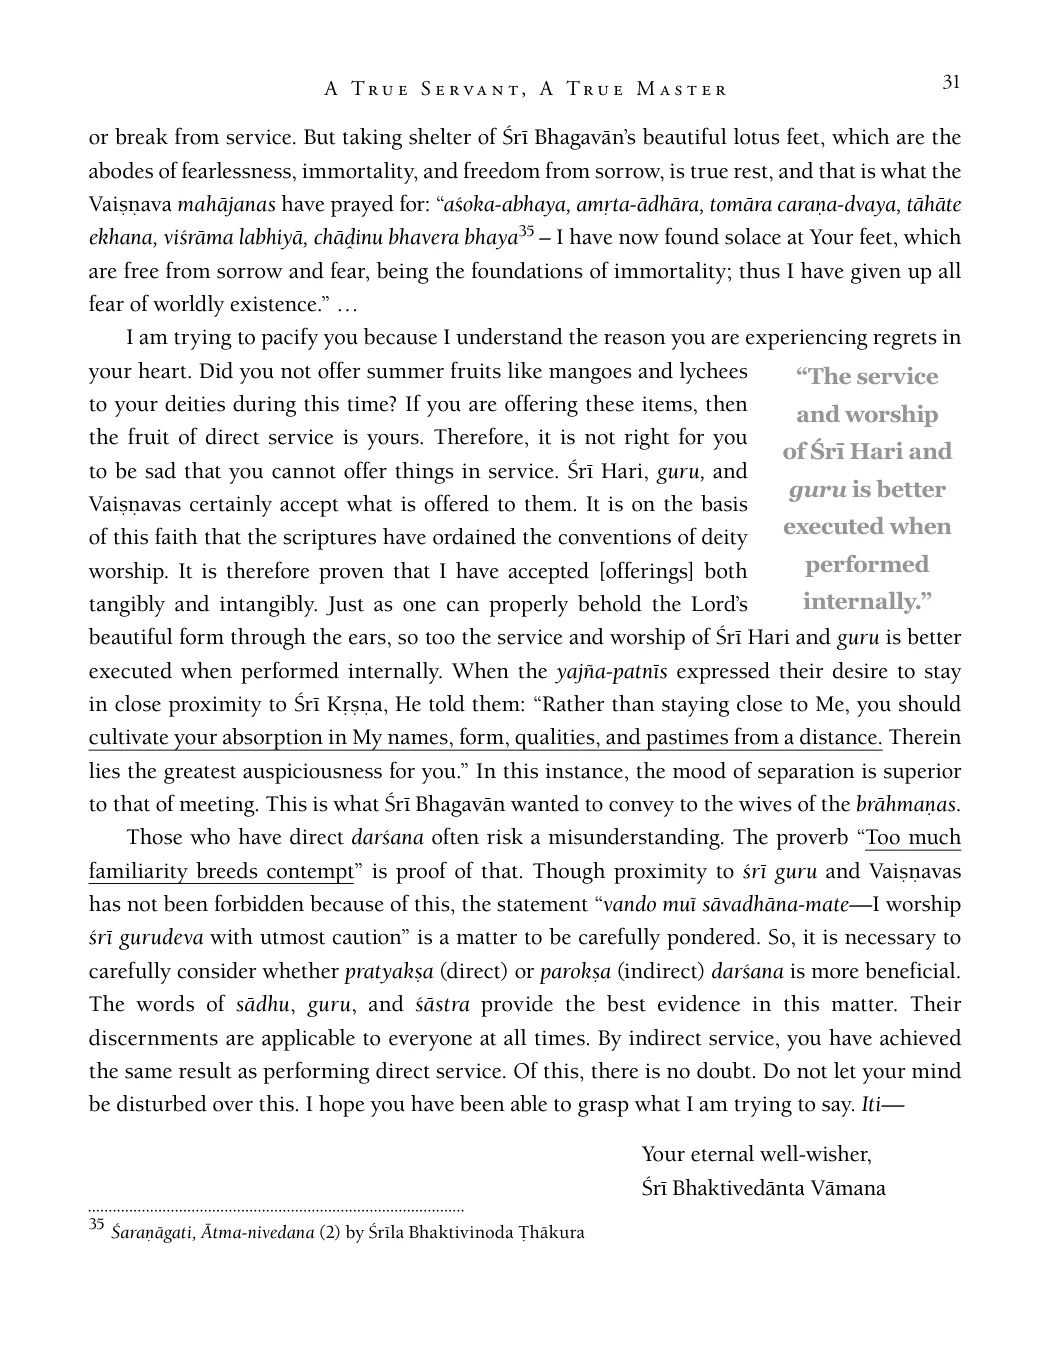 A True Servant, A True Master
31
or break from service. But taking shelter of Śrī Bhagavān’s beautiful lotus feet, which are the
abodes of fearlessness, immortality, and freedom from sorrow, is true rest, and that is what the
Vaiṣṇava mahājanas have prayed for: “aśoka-abhaya, amṛta-ādhāra, tomāra caraṇa-dvaya, tāhāte
ekhana, viśrāma labhiyā, chāḓinu bhavera bhaya35 – I have now found solace at Your feet, which
are free from sorrow and fear, being the foundations of immortality; thus I have given up all
fear of worldly existence.” …
I am trying to pacify you because I understand the reason you are experiencing regrets in
your heart. Did you not offer summer fruits like mangoes and lychees
to your deities during this time? If you are offering these items, then
the fruit of direct service is yours. Therefore, it is not right for you
to be sad that you cannot offer things in service. Śrī Hari, guru, and
Vaiṣṇavas certainly accept what is offered to them. It is on the basis
of this faith that the scriptures have ordained the conventions of deity
worship. It is therefore proven that I have accepted [offerings] both
tangibly and intangibly. Just as one can properly behold the Lord’s
“The service
and worship
of Śrī Hari and
guru is better
executed when
performed
internally.”
beautiful form through the ears, so too the service and worship of Śrī Hari and guru is better
executed when performed internally. When the yajña-patnīs expressed their desire to stay
in close proximity to Śrī Kṛṣṇa, He told them: “Rather than staying close to Me, you should
cultivate your absorption in My names, form, qualities, and pastimes from a distance. Therein
lies the greatest auspiciousness for you.” In this instance, the mood of separation is superior
to that of meeting. This is what Śrī Bhagavān wanted to convey to the wives of the brāhmaṇas.
Those who have direct darśana often risk a misunderstanding. The proverb “Too much
familiarity breeds contempt” is proof of that. Though proximity to śrī guru and Vaiṣṇavas
has not been forbidden because of this, the statement “vando muī sāvadhāna-mate—I worship
śrī gurudeva with utmost caution” is a matter to be carefully pondered. So, it is necessary to
carefully consider whether pratyakṣa (direct) or parokṣa (indirect) darśana is more beneficial.
The words of sādhu, guru, and śāstra provide the best evidence in this matter. Their
discernments are applicable to everyone at all times. By indirect service, you have achieved
the same result as performing direct service. Of this, there is no doubt. Do not let your mind
be disturbed over this. I hope you have been able to grasp what I am trying to say. Iti—
Your eternal well-wisher,
Śrī Bhaktivedānta Vāmana
35 Śaraṇāgati, Ātma-nivedana (2) by Śrīla Bhaktivinoda Ṭhākura